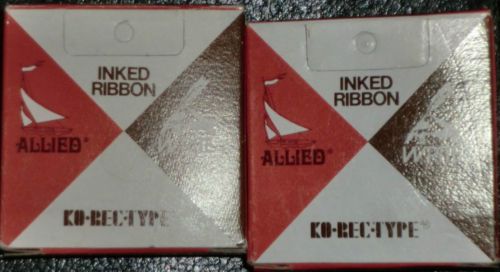 INKED
RIBBON
ALLIED®
KO-REC-TYPE®
INKED
RIBBON
ALLIED®
KO-REC-TYPE®